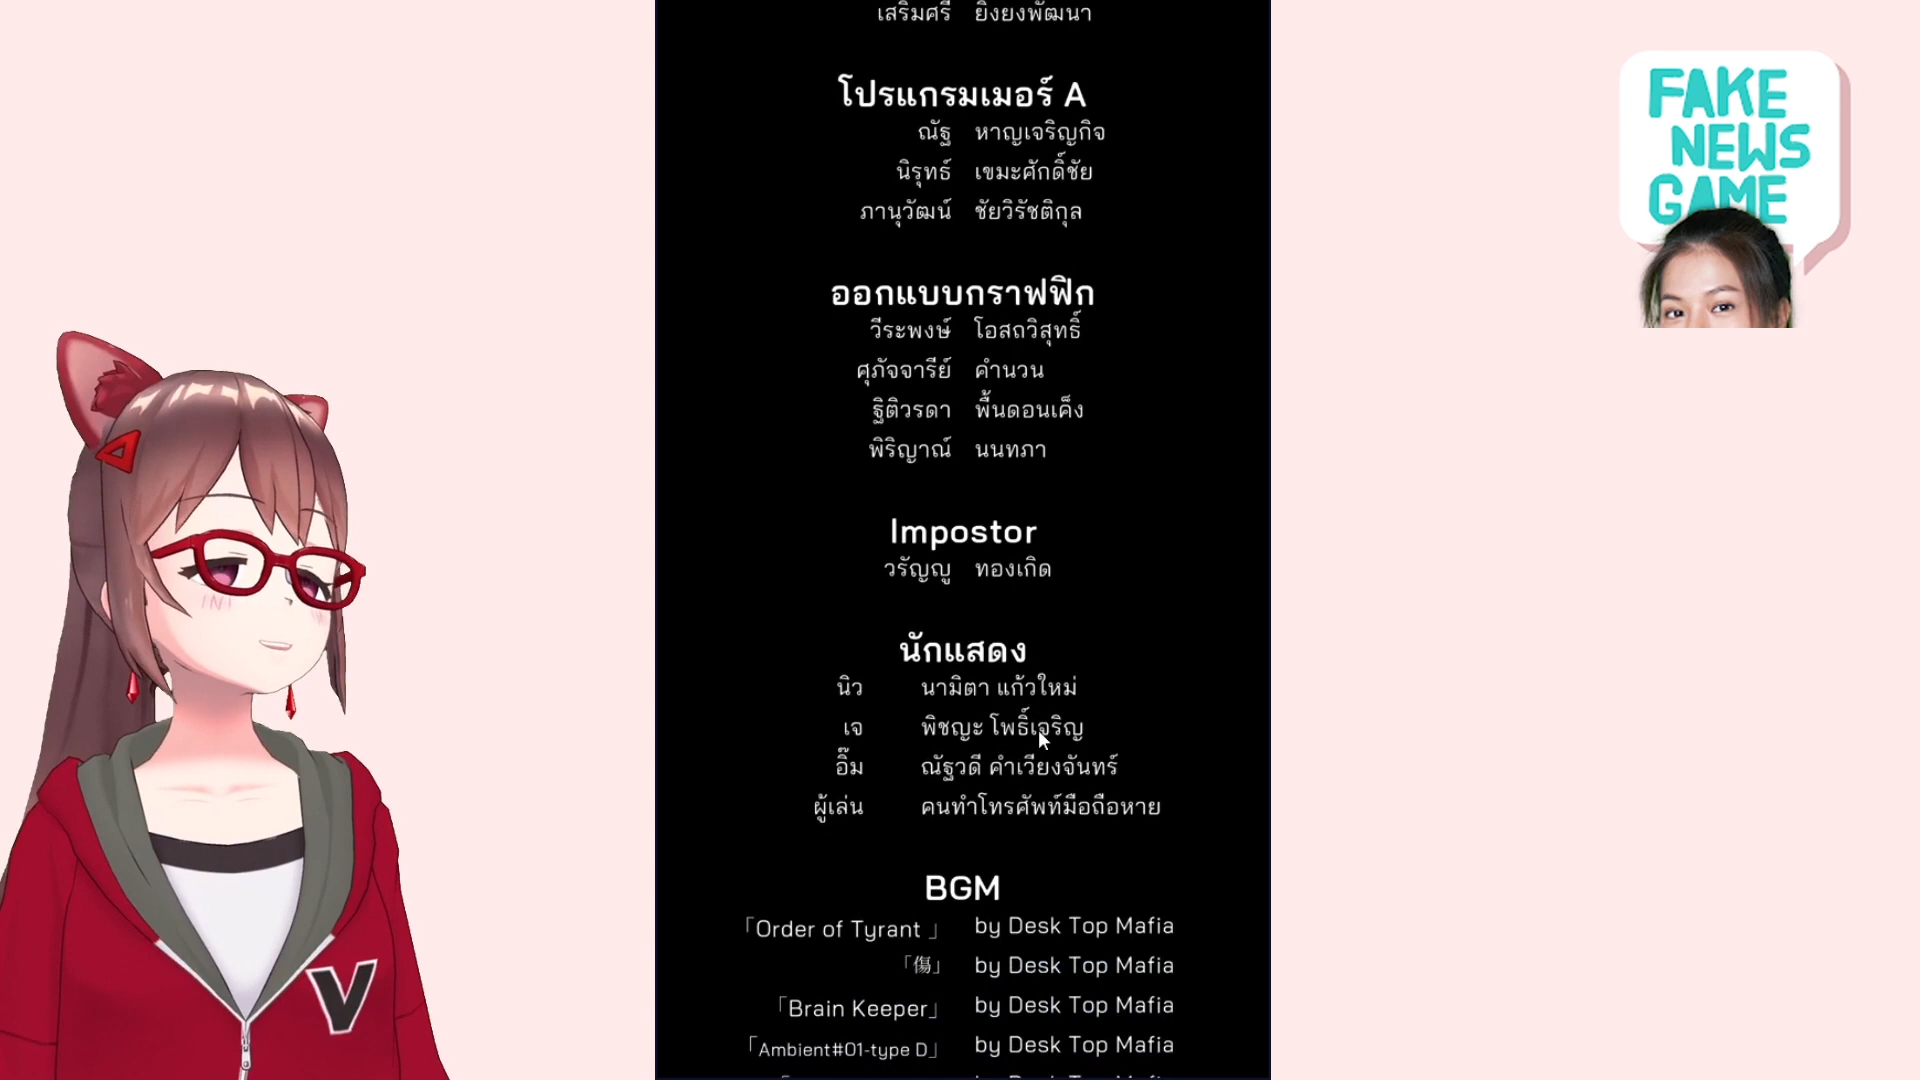 เสริมศรี ยิ่งยงพัฒนา
โปรแกรมเมอร์ A
ณัฐ หาญเจริญกิจ
นิรุทธ์ เขมะศักดิ์ชัย
ภานุวัฒน์ ชัยวิรัชติกุล
ออกแบบกราฟฟิก
วีระพงษ์ โอสถวิสุทธิ์
ศุภัจจารีย์ คำนวน
ฐิติวรดา พื้นดอนเค็ง
พิริญาณ์ นนทภา
Impostor
วรัญญู ทองเกิด
นักแสดง
นิว นามิตา แก้วใหม่
เจ พิชญะ โพธิ์เจริญ
อิ๊ม ณัฐวดี คำเวียงจันทร์
ผู้เล่น คนทำโทรศัพท์มือถือหาย
BGM
「Order of Tyrant 」 by Desk Top Mafia
「傷」 by Desk Top Mafia
「Brain Keeper」 by Desk Top Mafia
「Ambient#01-type D」 by Desk Top Mafia
FAKE
NEWS
GAME
V